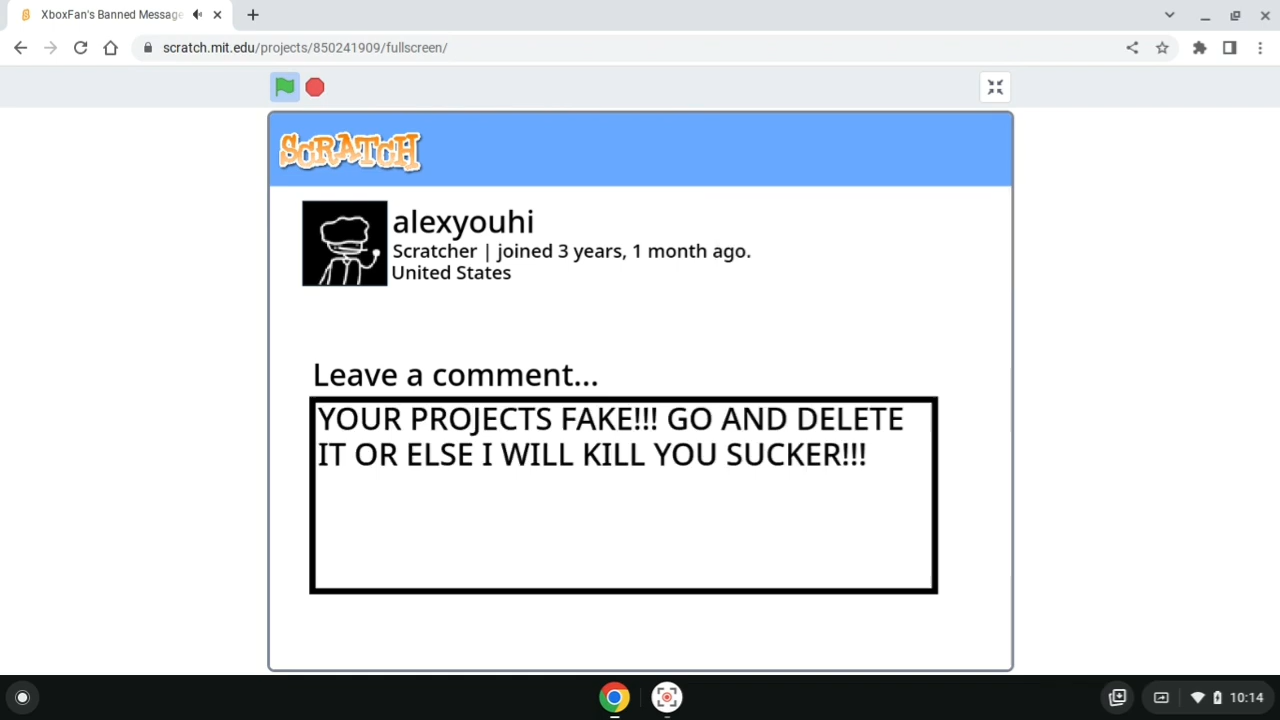 XboxFan's Banned Message
scratch.mit.edu/projects/850241909/fullscreen/
SCRATCH
alexyouhi
Scratcher | joined 3 years, 1 month ago.
United States
Leave a comment...
YOUR PROJECTS FAKE!!! GO AND DELETE
IT OR ELSE I WILL KILL YOU SUCKER!!!
10:14